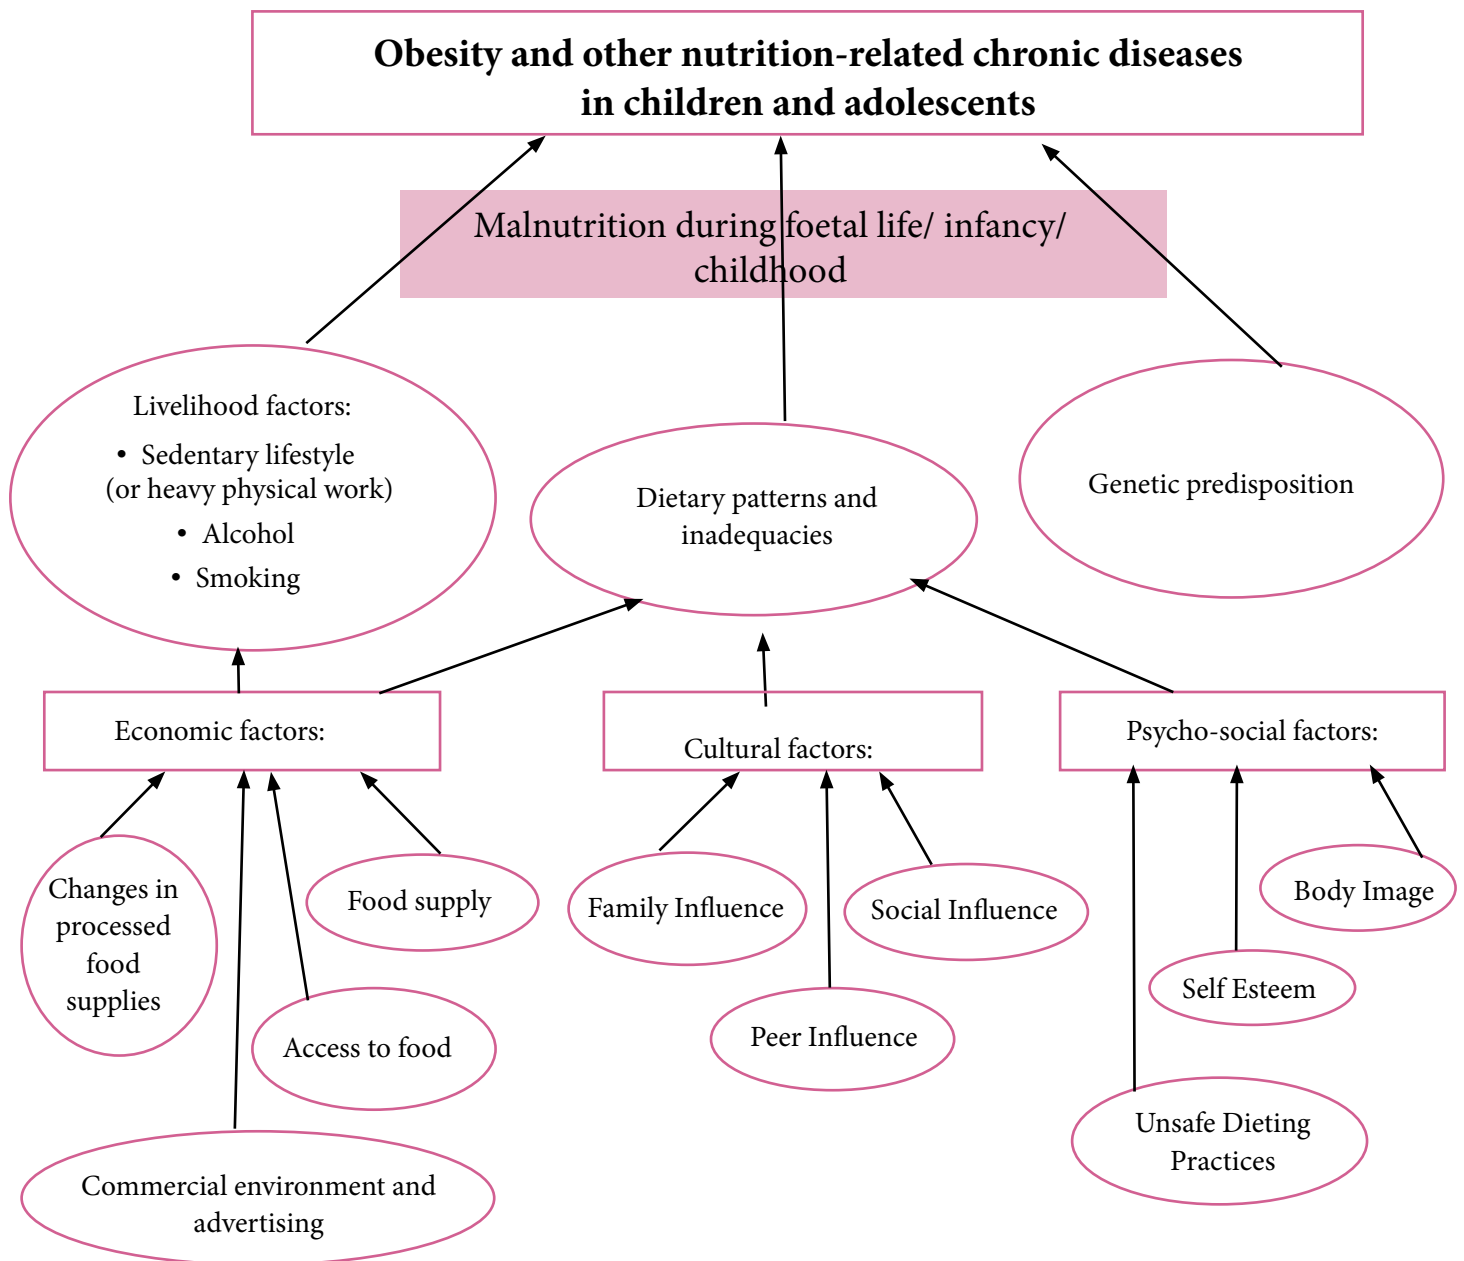 Obesity and other nutrition-related chronic diseases
in children and adolescents
Malnutrition during foetal life/ infancy/
childhood
Livelihood factors:
• Sedentary lifestyle
(or heavy physical work)
• Alcohol
• Smoking
Dietary patterns and
inadequacies
Genetic predisposition
Economic factors:
Cultural factors:
Psycho-social factors:
Changes in
processed
food
supplies
Food supply
Access to food
Commercial environment and
advertising
Family Influence
Social Influence
Peer Influence
Body Image
Self Esteem
Unsafe Dieting
Practices